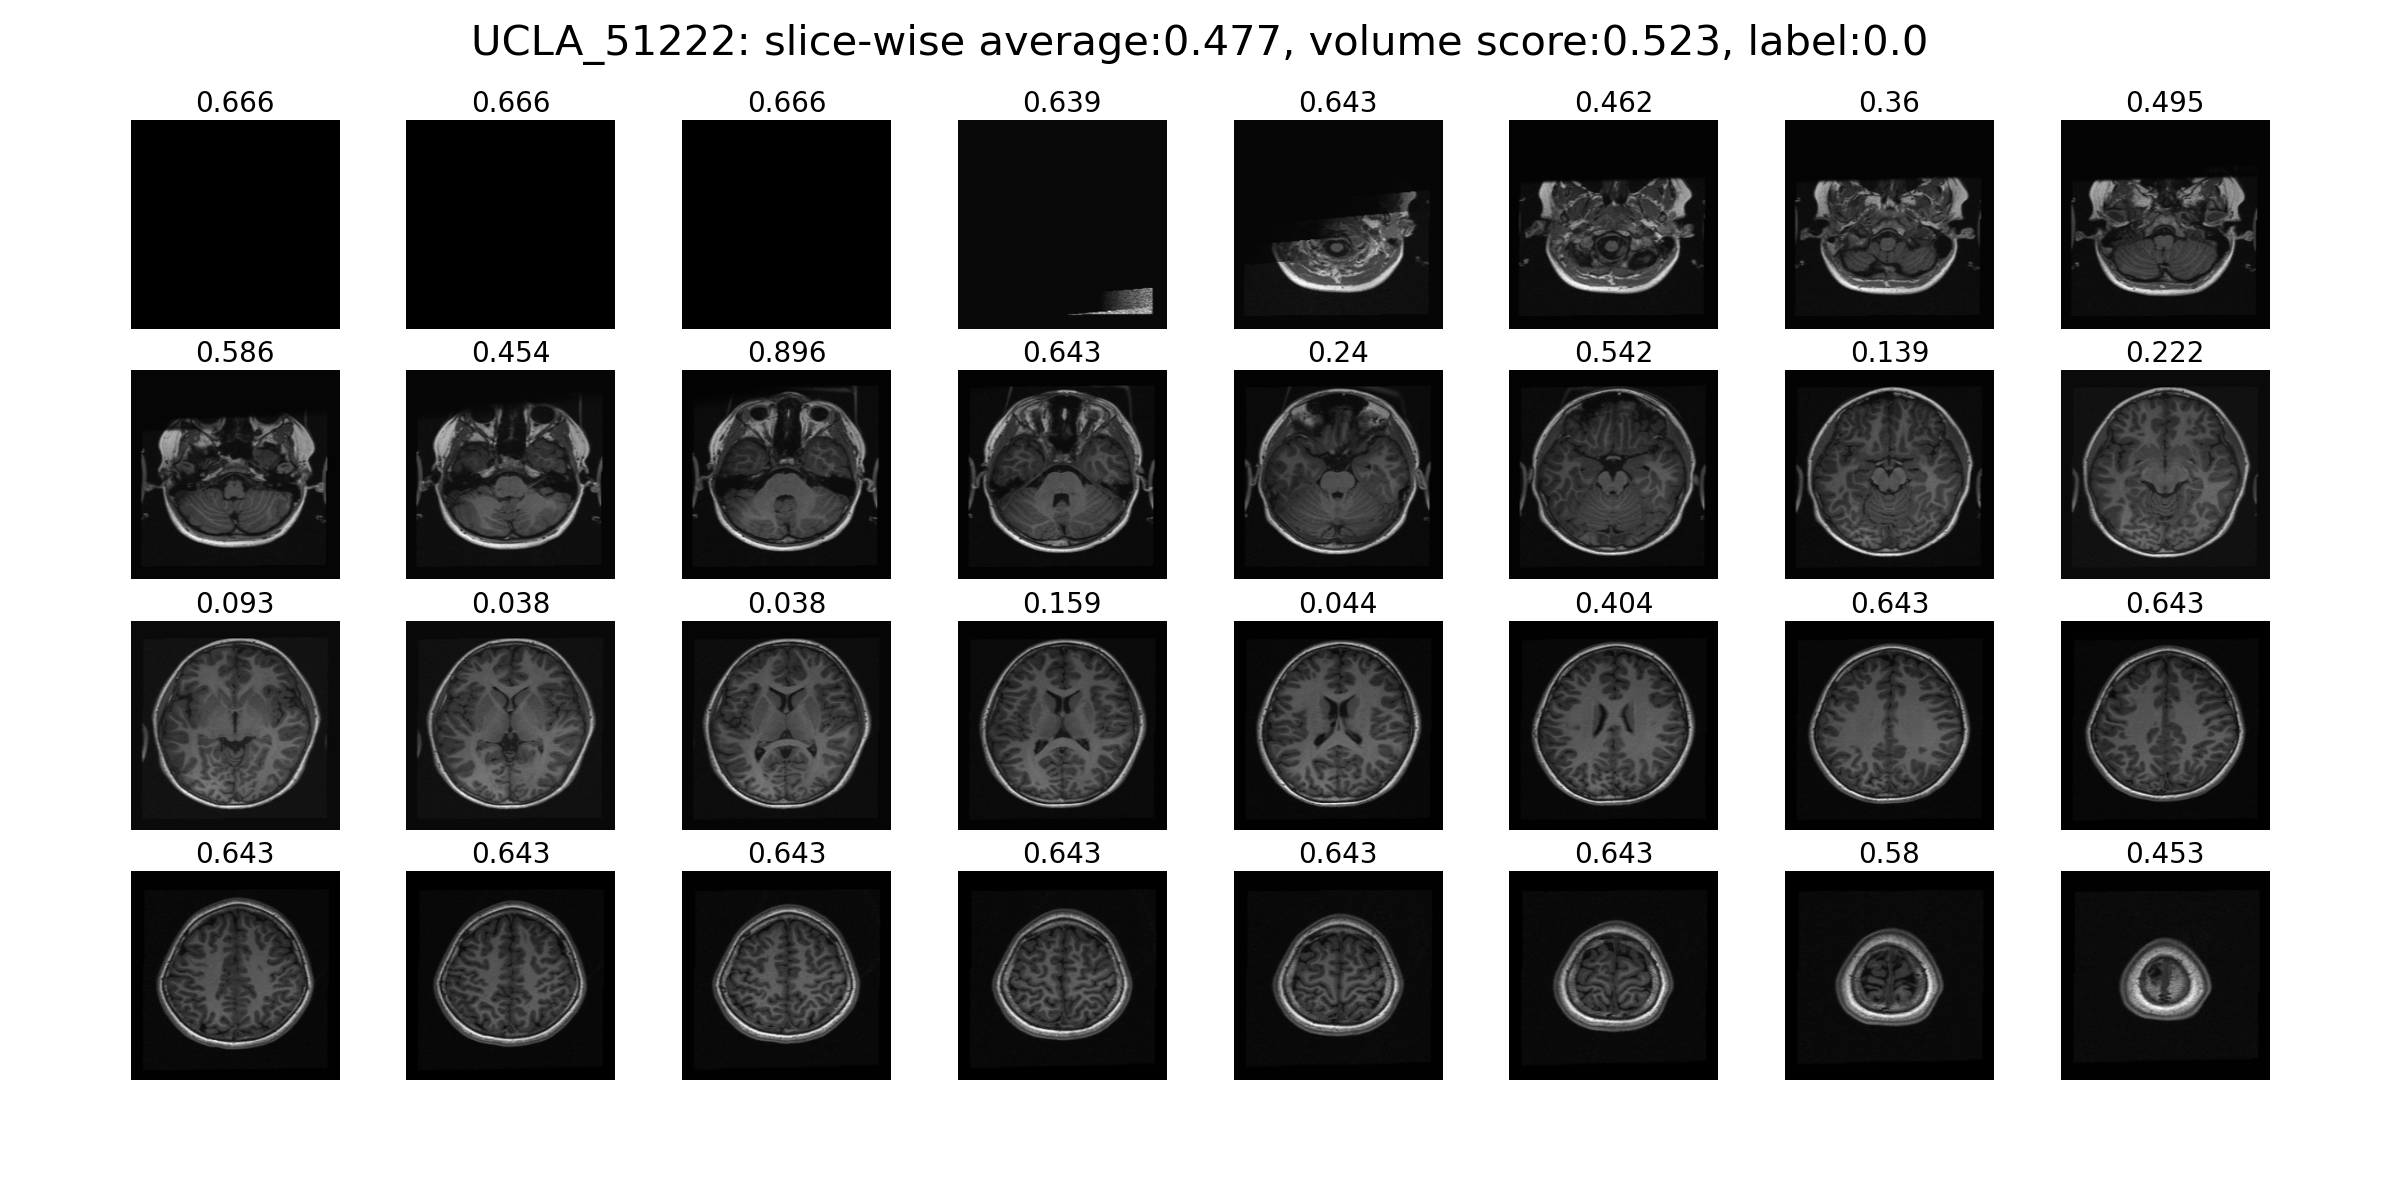 UCLA_51222: slice-wise average:0.477, volume score:0.523, label:0.0
0.666 0.666 0.666 0.639 0.643 0.462 0.36 0.495
0.586 0.454 0.896 0.643 0.24 0.542 0.139 0.222
0.093 0.038 0.038 0.159 0.044 0.404 0.643 0.643
0.643 0.643 0.643 0.643 0.643 0.643 0.58 0.453